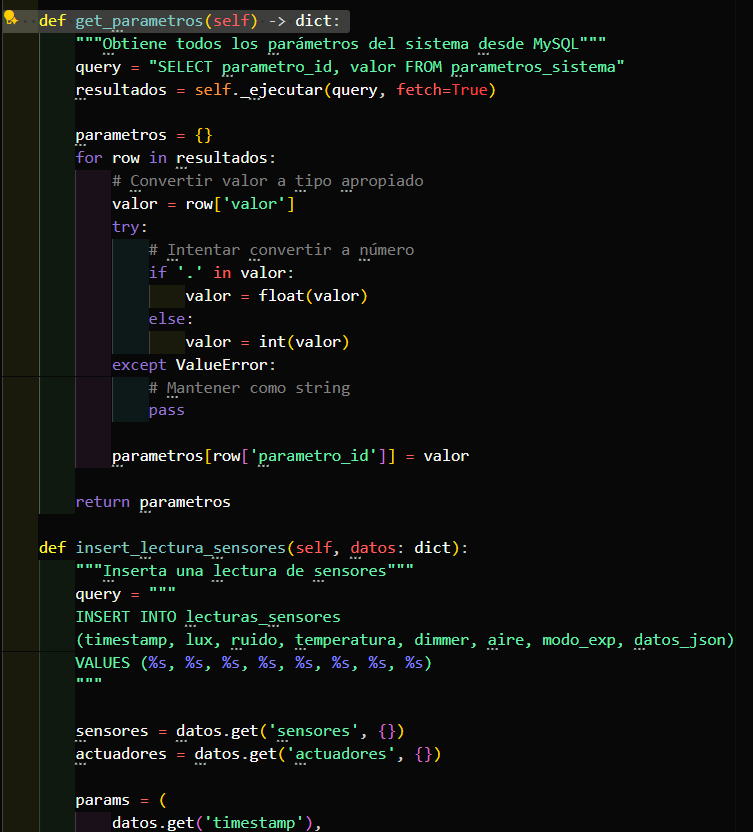 def get_parametros(self) -> dict:
"""Obtiene todos los parámetros del sistema desde MySQL"""
query = "SELECT parametro_id, valor FROM parametros_sistema"
resultados = self._ejecutar(query, fetch=True)
parametros = {}
for row in resultados:
# Convertir valor a tipo apropiado
valor = row['valor']
try:
# Intentar convertir a número
if '.' in valor:
valor = float(valor)
else:
valor = int(valor)
except ValueError:
# Mantener como string
pass
parametros[row['parametro_id']] = valor
return parametros
def insert_lectura_sensores(self, datos: dict):
"""Inserta una lectura de sensores"""
query = """
INSERT INTO lecturas_sensores
(timestamp, lux, ruido, temperatura, dimmer, aire, modo_exp, datos_json)
VALUES (%s, %s, %s, %s, %s, %s, %s, %s)
"""
sensores = datos.get('sensores', {})
actuadores = datos.get('actuadores', {})
params = (
datos.get('timestamp'),